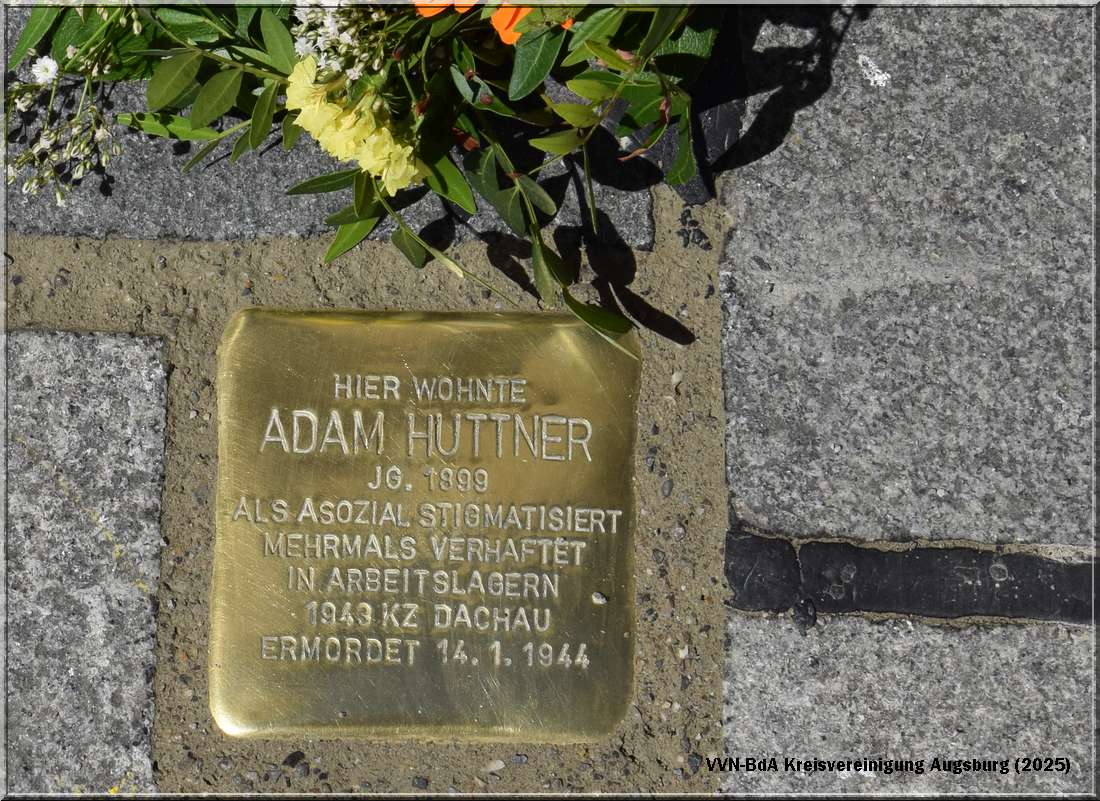 HIER WOHNTE
ADAM HUTTNER
JG. 1899
ALS ASOZIAL STIGMATISIERT
MEHRMALS VERHAFTET
IN ARBEITSLAGERN
1943 KZ DACHAU
ERMORDET 14. 1. 1944
VVN-BdA Kreisvereinigung Augsburg (2025)